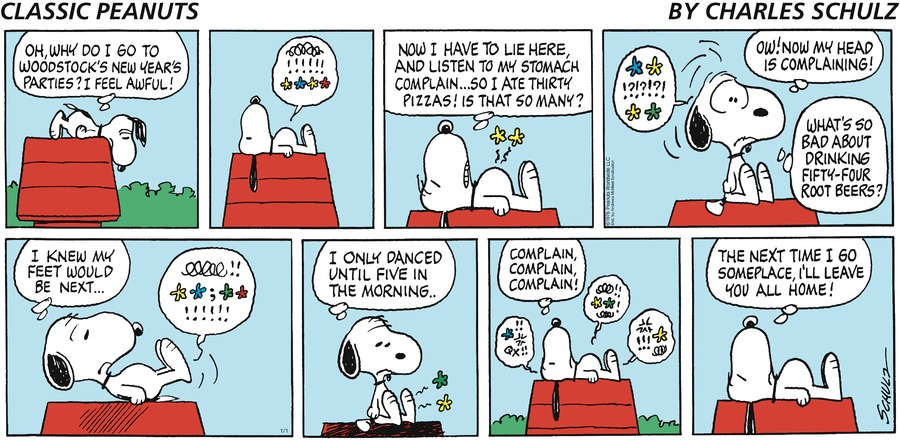 CLASSIC PEANUTS
BY CHARLES SCHULZ
OH, WHY DO I GO TO
WOODSTOCK'S NEW YEAR'S
PARTIES? I FEEL AWFUL!
!!!!!!
NOW I HAVE TO LIE HERE,
AND LISTEN TO MY STOMACH
COMPLAIN...SO I ATE THIRTY
PIZZAS! IS THAT SO MANY?
!?!?!?!
OW! NOW MY HEAD
IS COMPLAINING!
WHAT'S SO
BAD ABOUT
DRINKING
FIFTY-FOUR
ROOT BEERS?
I KNEW MY
FEET WOULD
BE NEXT...
!!
;
!!!!!!
1/1
I ONLY DANCED
UNTIL FIVE IN
THE MORNING..
COMPLAIN,
COMPLAIN,
COMPLAIN!
!!
QX!!
!!
!
!!!
THE NEXT TIME I GO
SOMEPLACE, I'LL LEAVE
YOU ALL HOME!
SCHULZ